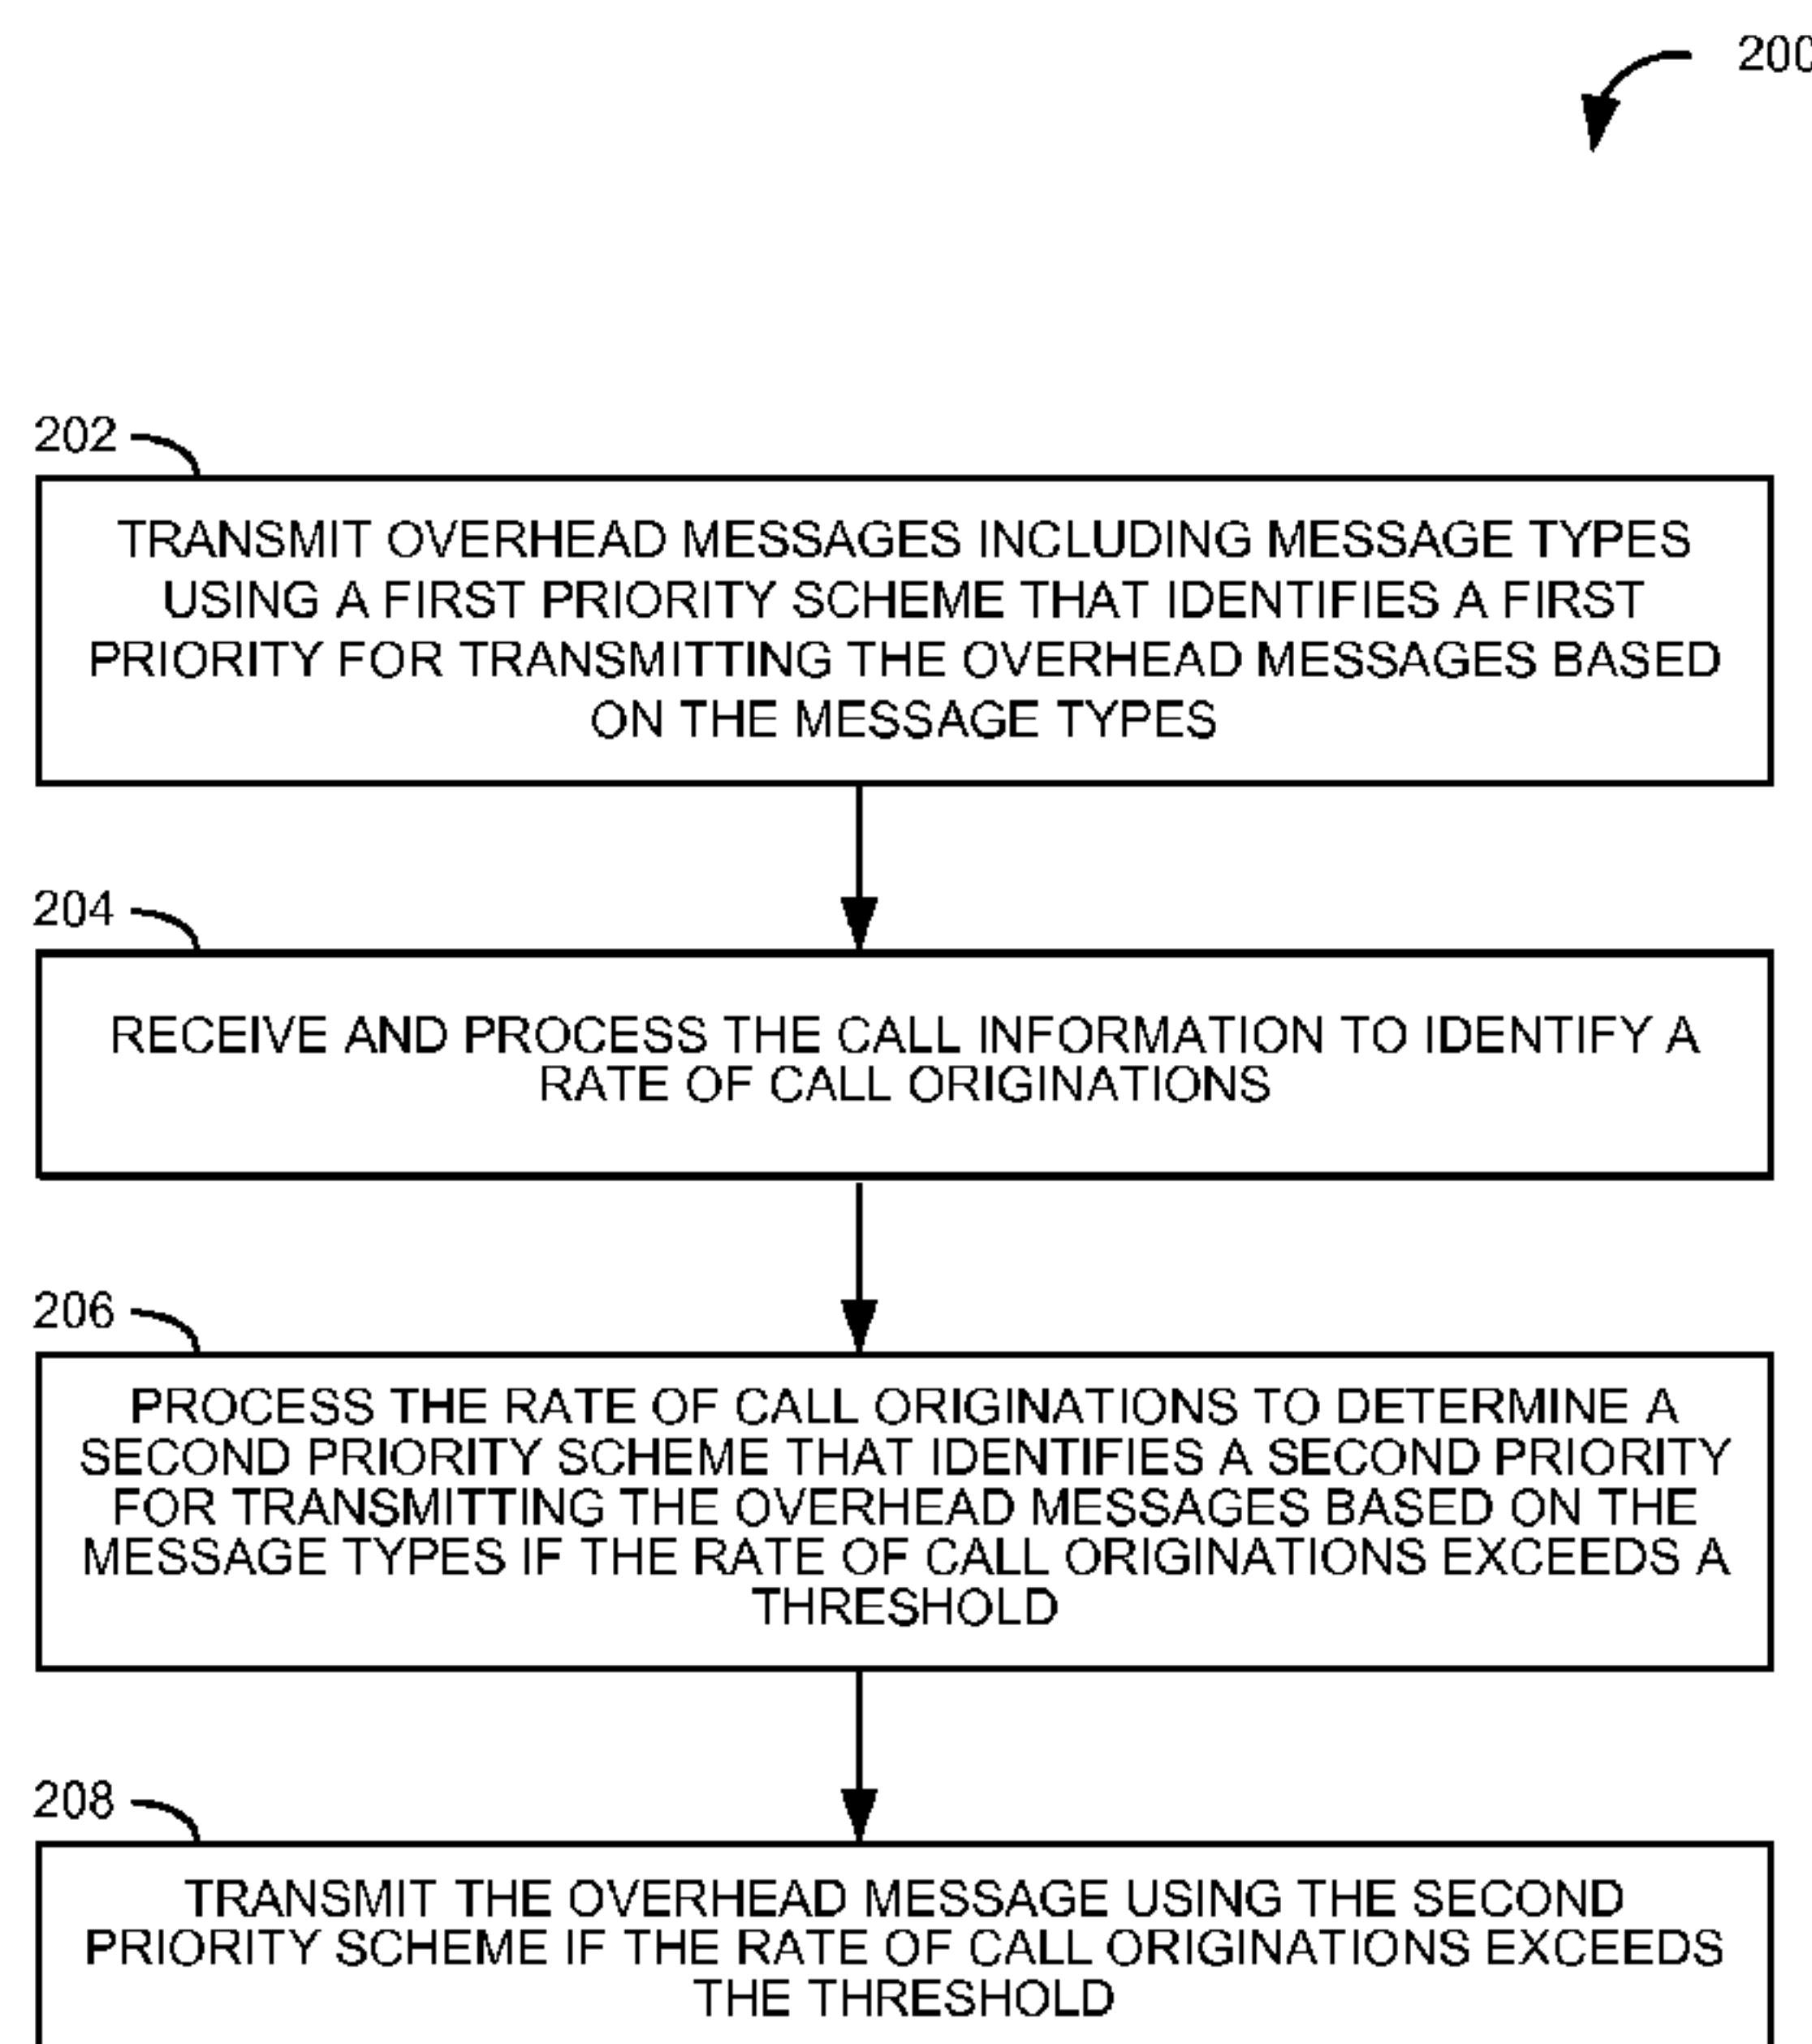 200
202
TRANSMIT OVERHEAD MESSAGES INCLUDING MESSAGE TYPES
USING A FIRST PRIORITY SCHEME THAT IDENTIFIES A FIRST
PRIORITY FOR TRANSMITTING THE OVERHEAD MESSAGES BASED
ON THE MESSAGE TYPES
204
RECEIVE AND PROCESS THE CALL INFORMATION TO IDENTIFY A
RATE OF CALL ORIGINATIONS
206
PROCESS THE RATE OF CALL ORIGINATIONS TO DETERMINE A
SECOND PRIORITY SCHEME THAT IDENTIFIES A SECOND PRIORITY
FOR TRANSMITTING THE OVERHEAD MESSAGES BASED ON THE
MESSAGE TYPES IF THE RATE OF CALL ORIGINATIONS EXCEEDS A
THRESHOLD
208
TRANSMIT THE OVERHEAD MESSAGE USING THE SECOND
PRIORITY SCHEME IF THE RATE OF CALL ORIGINATIONS EXCEEDS
THE THRESHOLD